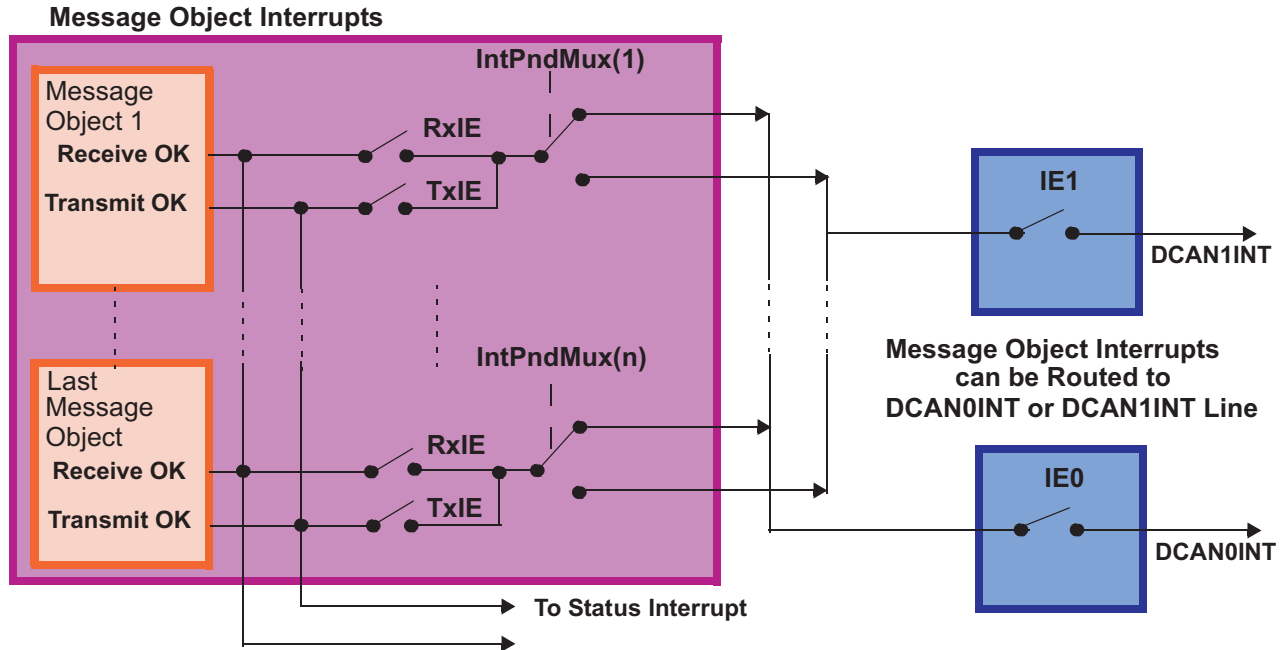 Message Object Interrupts
IntPndMux(1)
Message
Object 1
RxIE
Receive OK
TxIE
Transmit OK
IE1
DCAN1INT
IntPndMux(n)
Message Object Interrupts
can be Routed to
DCAN0INT or DCAN1INT Line
Last
Message
Object
RxIE
Receive OK
TxIE
Transmit OK
IE0
DCAN0INT
To Status Interrupt